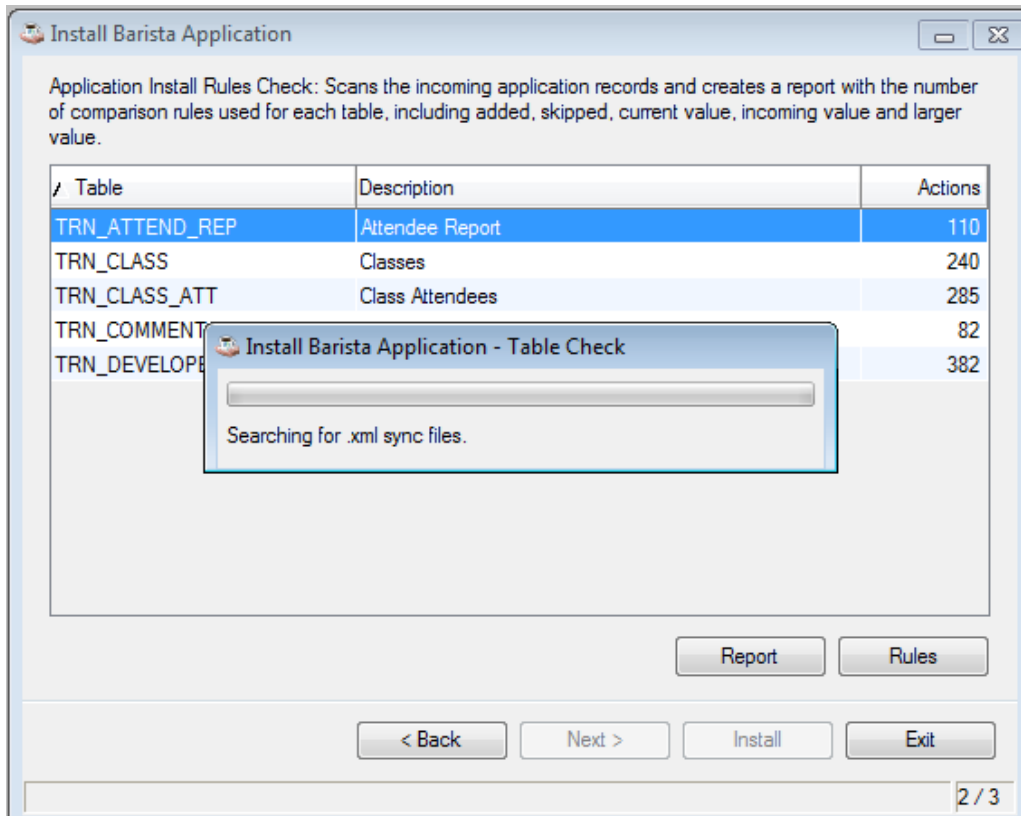 Install Barista Application
Application Install Rules Check: Scans the incoming application records and creates a report with the number
of comparison rules used for each table, including added, skipped, current value, incoming value and larger
value.
Table Description Actions
TRN_ATTEND_REP Attendee Report 110
TRN_CLASS Classes 240
TRN_CLASS_ATT Class Attendees 285
TRN_COMMENT 82
TRN_DEVELOPE 382
Install Barista Application - Table Check
Searching for .xml sync files.
Report Rules
< Back Next > Install Exit
2 / 3